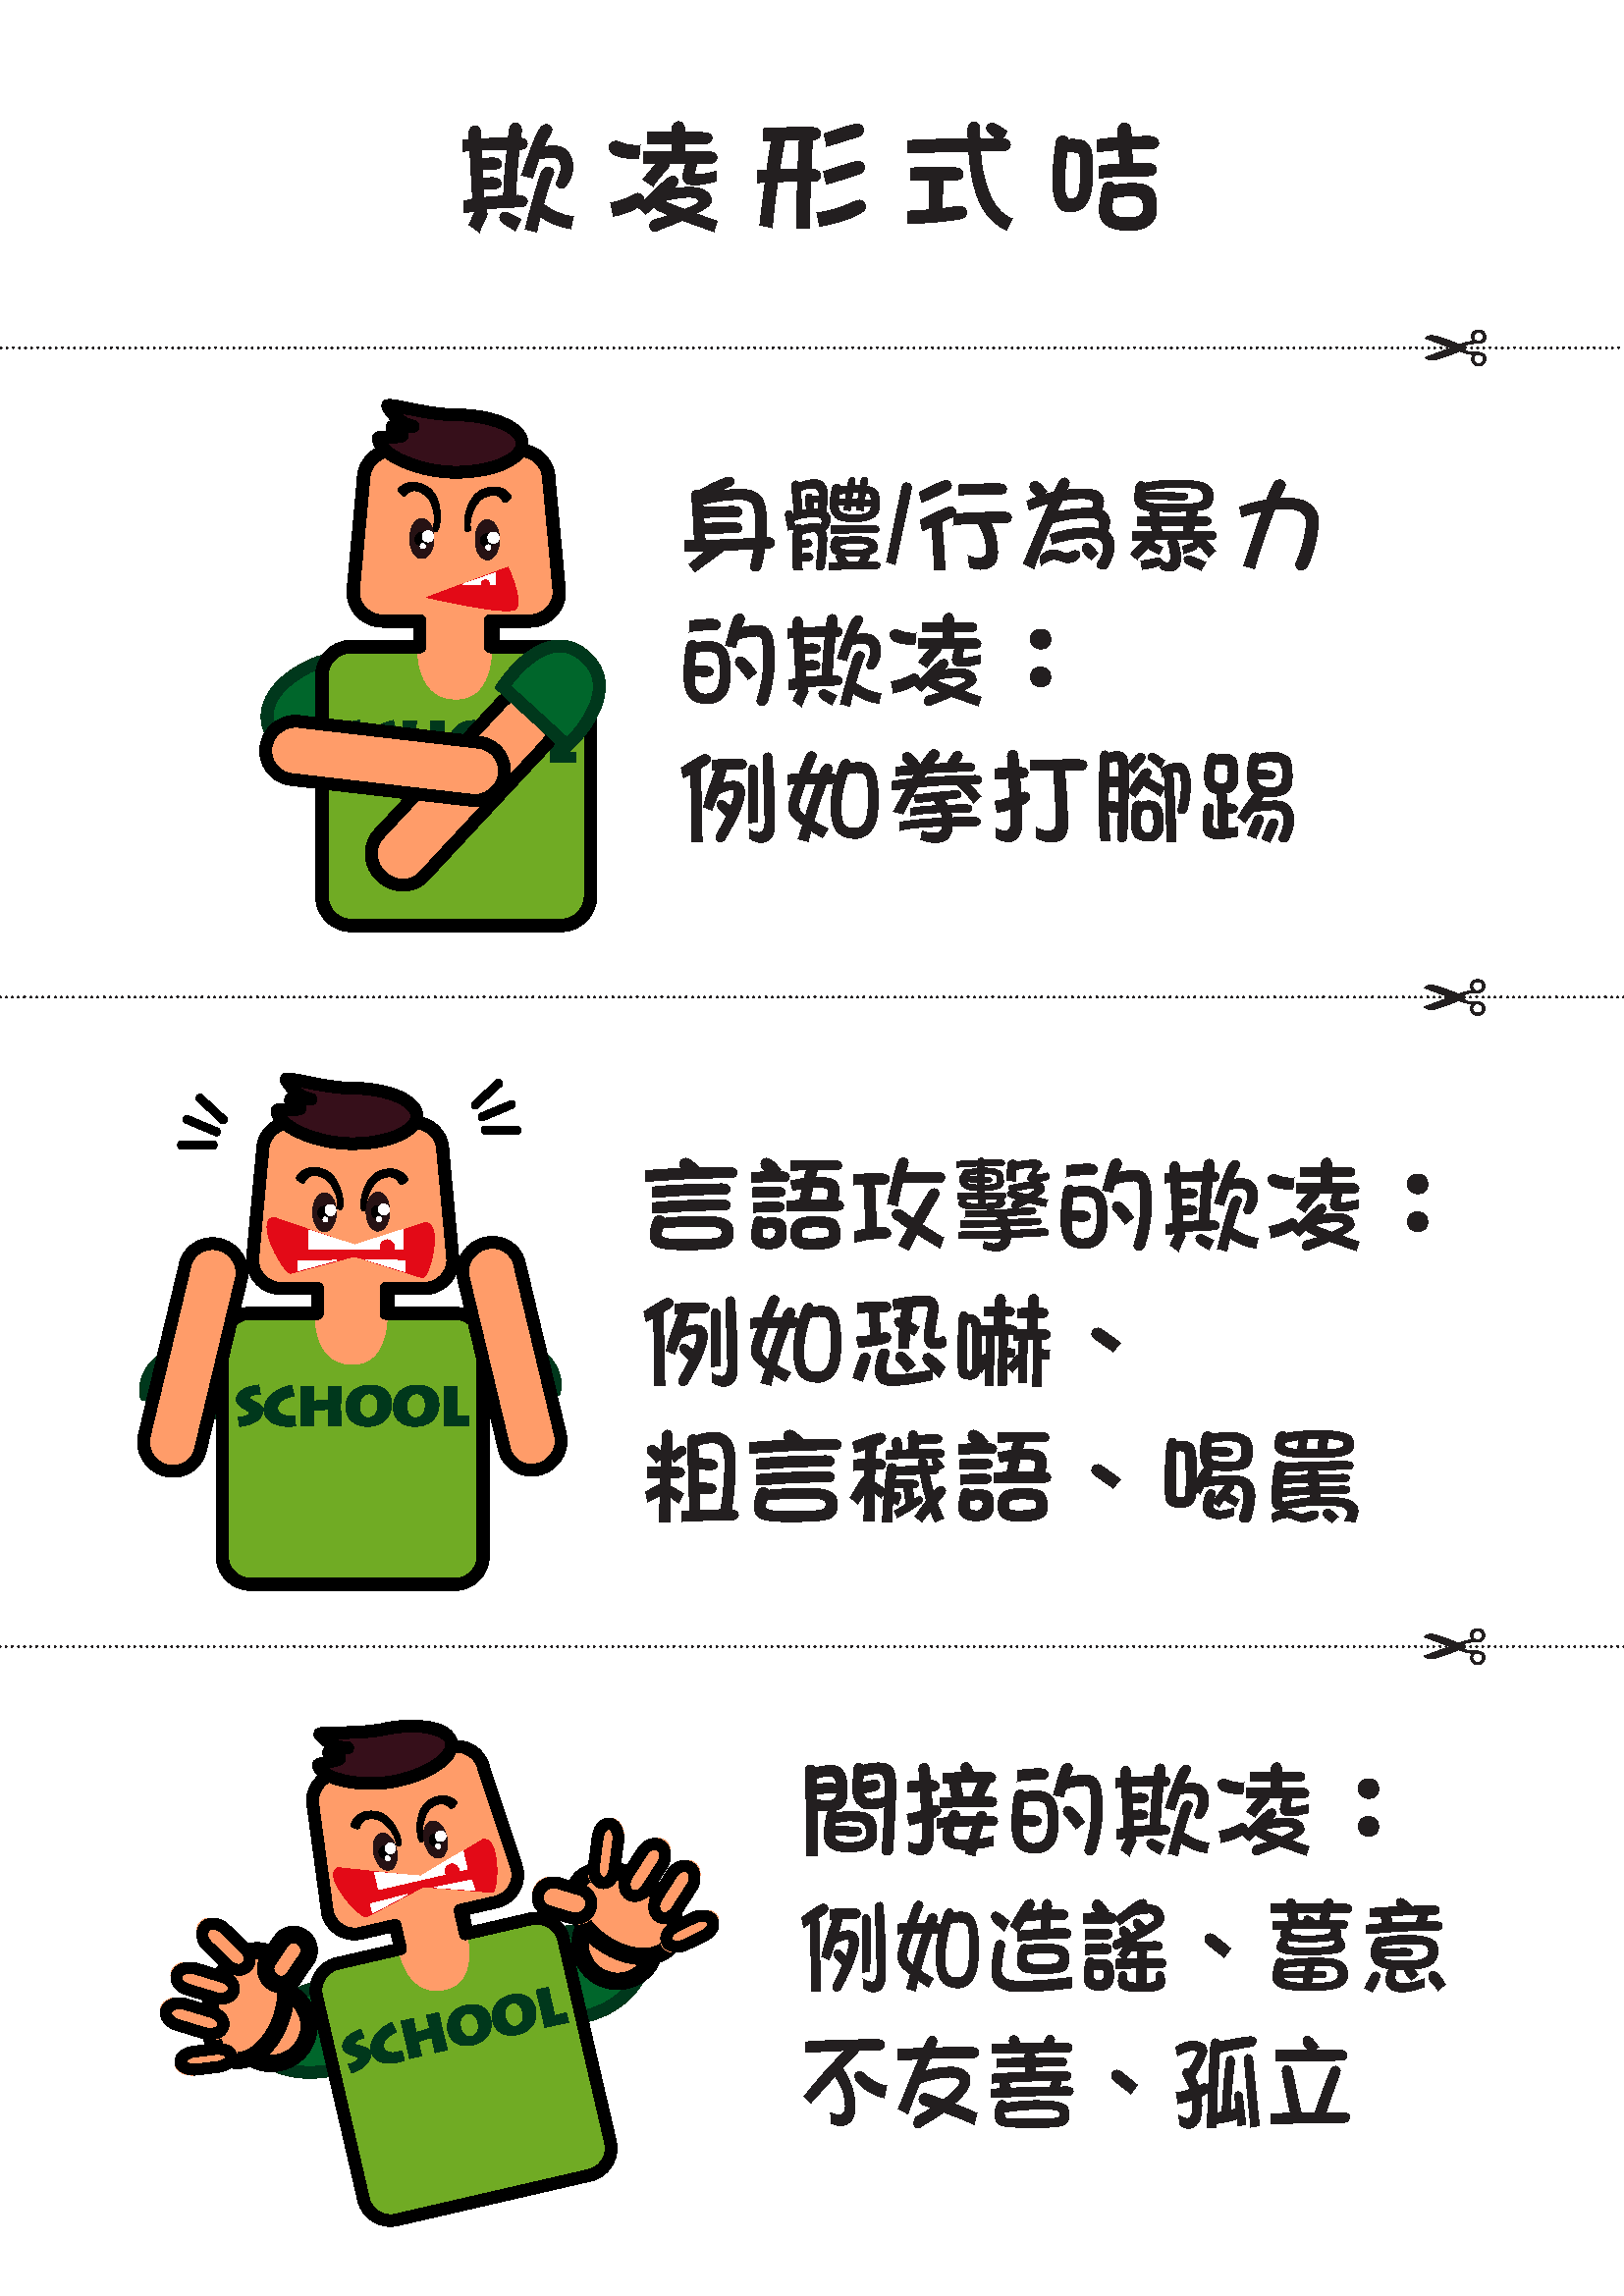 欺凌形式咭
身體/行為暴力
的欺凌：
例如拳打腳踢
言語攻擊的欺凌：
例如恐嚇、
粗言穢語、喝罵
SCHOOL
間接的欺凌：
例如造謠、蓄意
不友善、孤立
SCHOOL